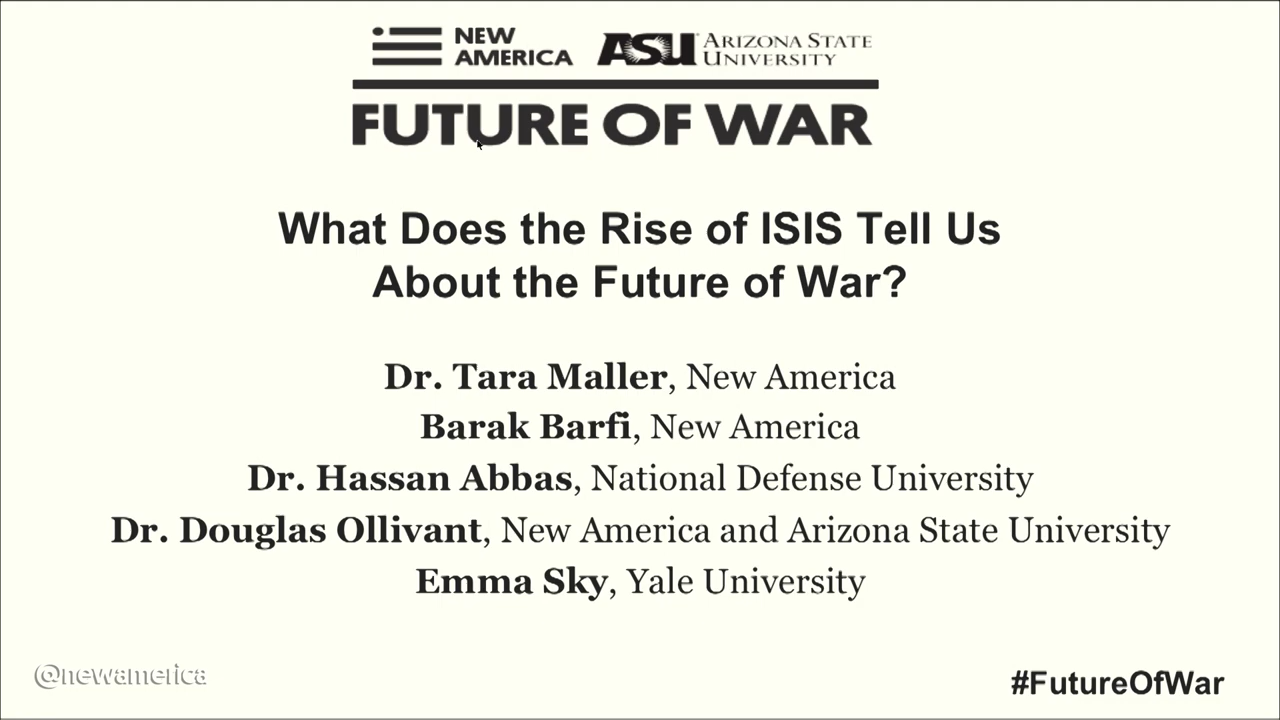 NEW AMERICA
ASU ARIZONA STATE UNIVERSITY
FUTURE OF WAR
What Does the Rise of ISIS Tell Us
About the Future of War?
Dr. Tara Maller, New America
Barak Barfi, New America
Dr. Hassan Abbas, National Defense University
Dr. Douglas Ollivant, New America and Arizona State University
Emma Sky, Yale University
@newamerica
#FutureOfWar